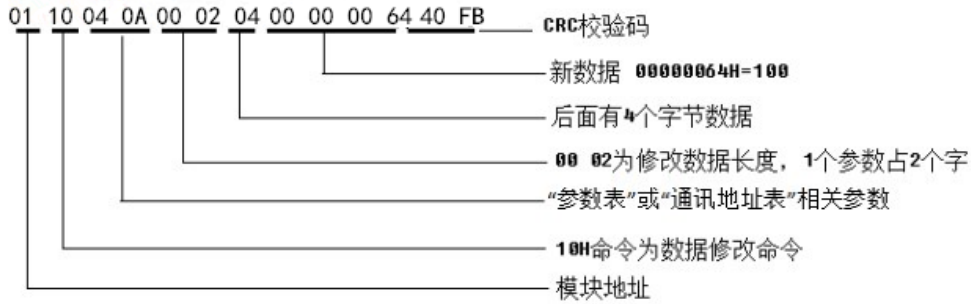 01 10 04 0A 00 02 04 00 00 00 64 40 FB
CRC校验码
新数据 00000064H=100
后面有4个字节数据
00 02为修改数据长度，1个参数占2个字
“参数表”或“通讯地址表”相关参数
10H命令为数据修改命令
模块地址